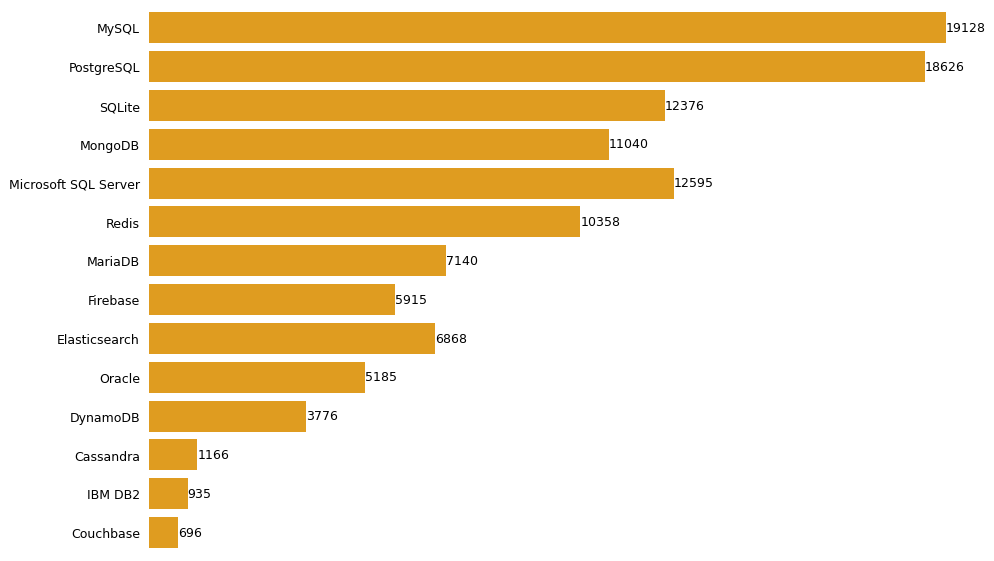 MySQL 19128
PostgreSQL 18626
SQLite 12376
MongoDB 11040
Microsoft SQL Server 12595
Redis 10358
MariaDB 7140
Firebase 5915
Elasticsearch 6868
Oracle 5185
DynamoDB 3776
Cassandra 1166
IBM DB2 935
Couchbase 696